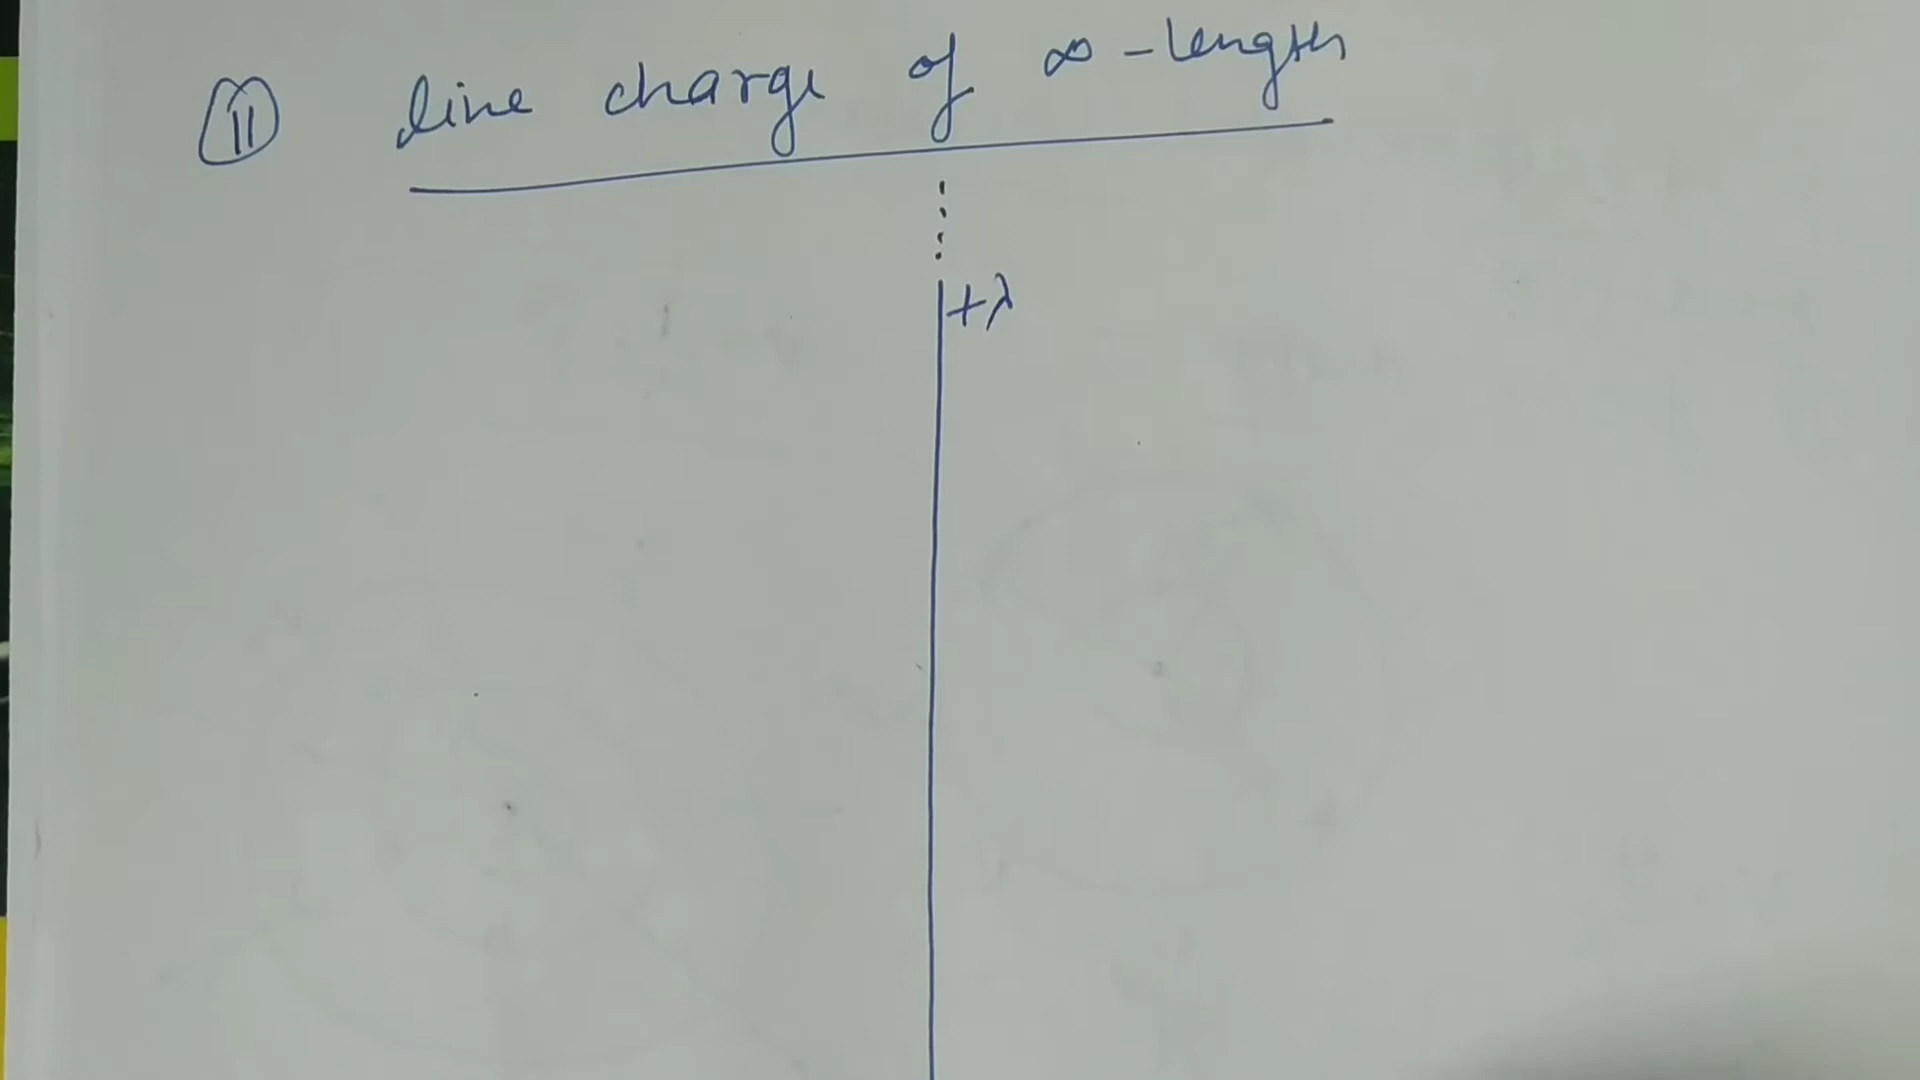 ⑪ line charge of ∞ - length
+λ